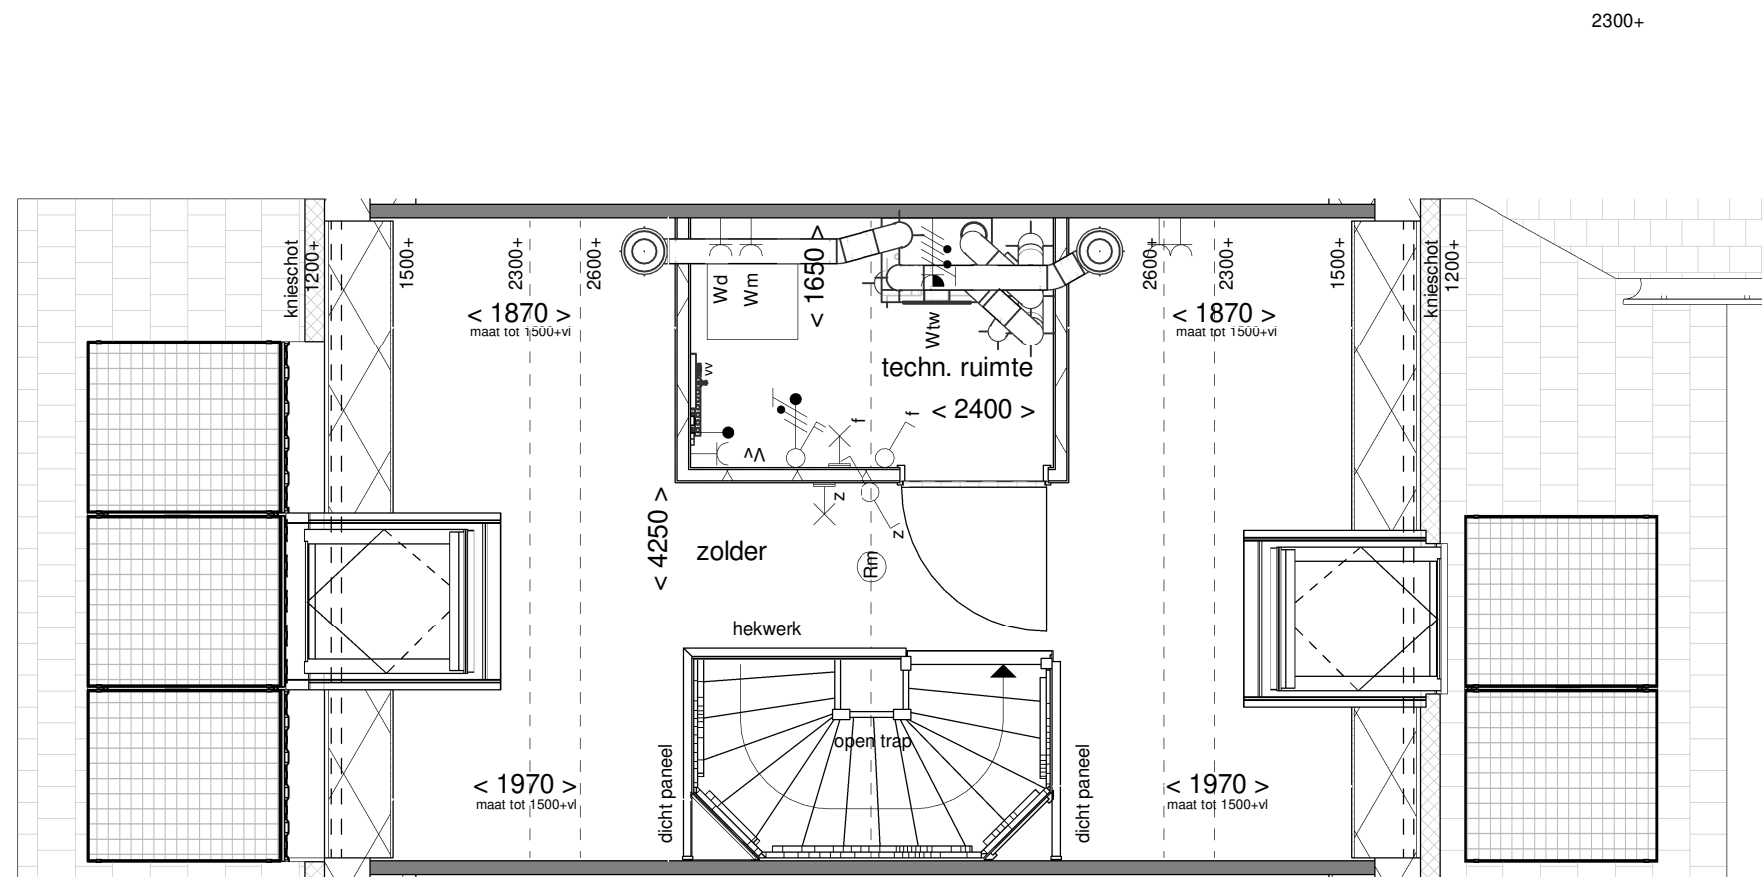 2300+
knieschot
1200+
1500+
2300+
2600+
< 1870 >
maat tot 1500+vl
Wd
Wm
< 1650 >
Wtw
vv
techn. ruimte
< 2400 >
f
f
z
z
Rm
< 4250 >
zolder
hekwerk
open trap
2600+
2300+
1500+
knieschot
1200+
< 1870 >
maat tot 1500+vl
< 1970 >
maat tot 1500+vl
dicht paneel
dicht paneel
< 1970 >
maat tot 1500+vl